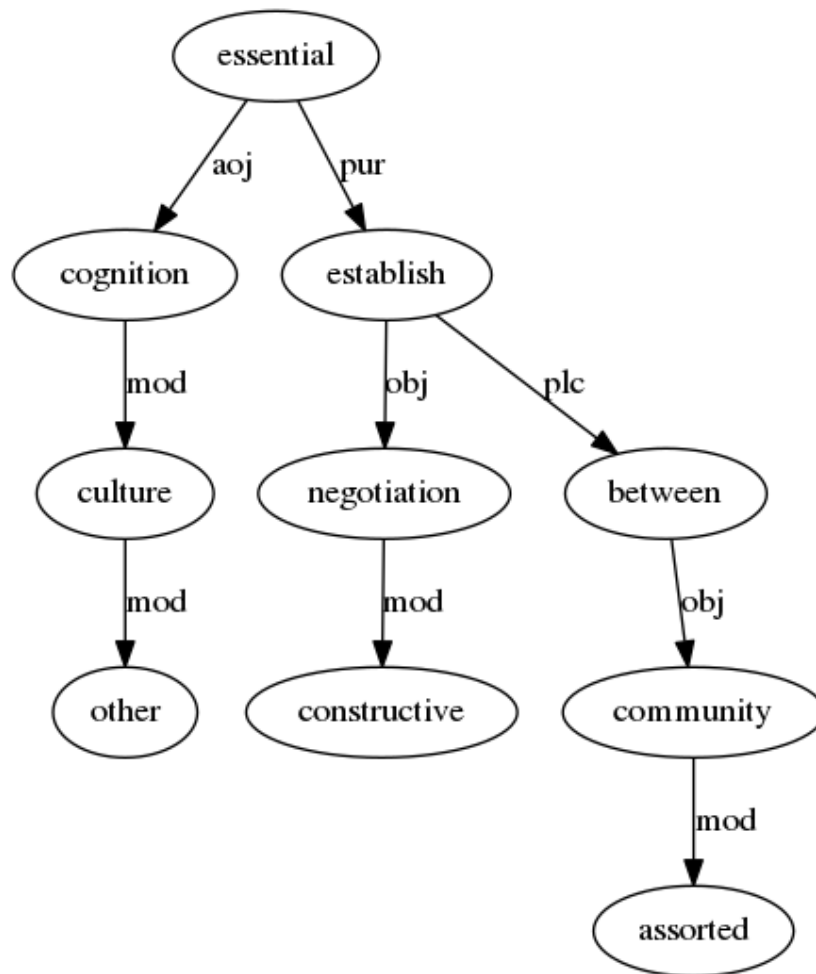 essential
aoj pur
cognition establish
mod obj plc
culture negotiation between
mod mod obj
other constructive community
mod
assorted